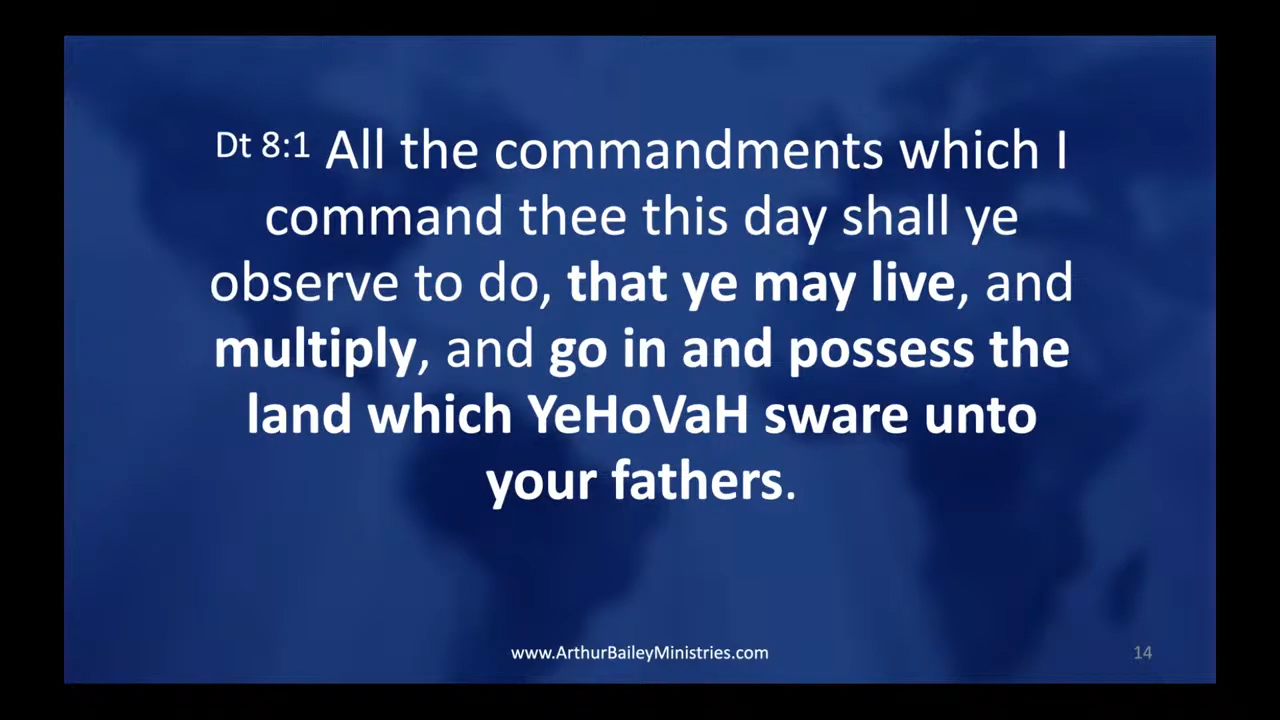 Dt 8:1 All the commandments which I
command thee this day shall ye
observe to do, that ye may live, and
multiply, and go in and possess the
land which YeHoVaH sware unto
your fathers.
www.ArthurBaileyMinistries.com
14